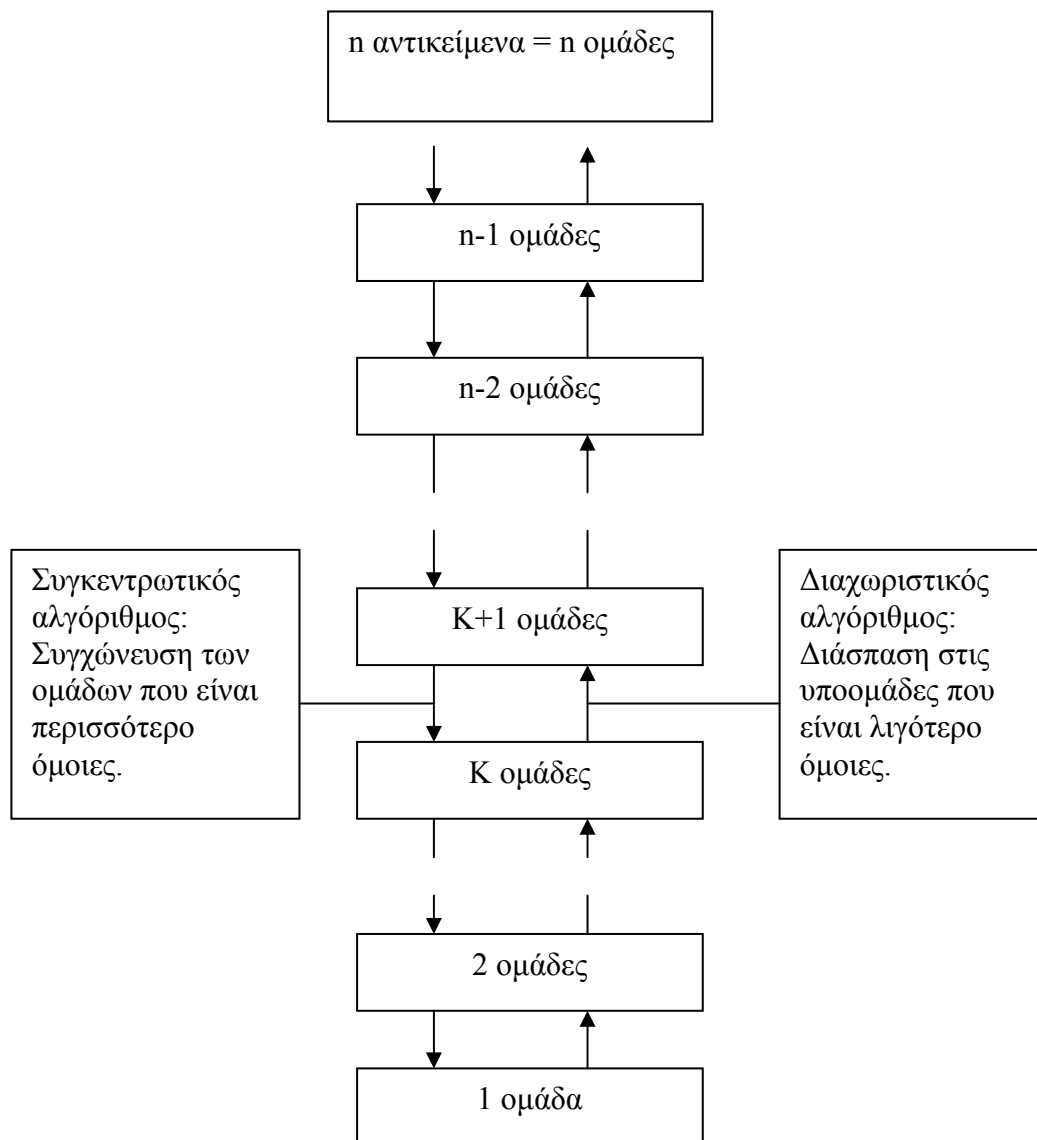 n αντικείμενα = n ομάδες
n-1 ομάδες
n-2 ομάδες
Συγκεντρωτικός
αλγόριθμος:
Συγχώνευση των
ομάδων που είναι
περισσότερο
όμοιες.
K+1 ομάδες
Διαχωριστικός
αλγόριθμος:
Διάσπαση στις
υποομάδες που
είναι λιγότερο
όμοιες.
K ομάδες
2 ομάδες
1 ομάδα